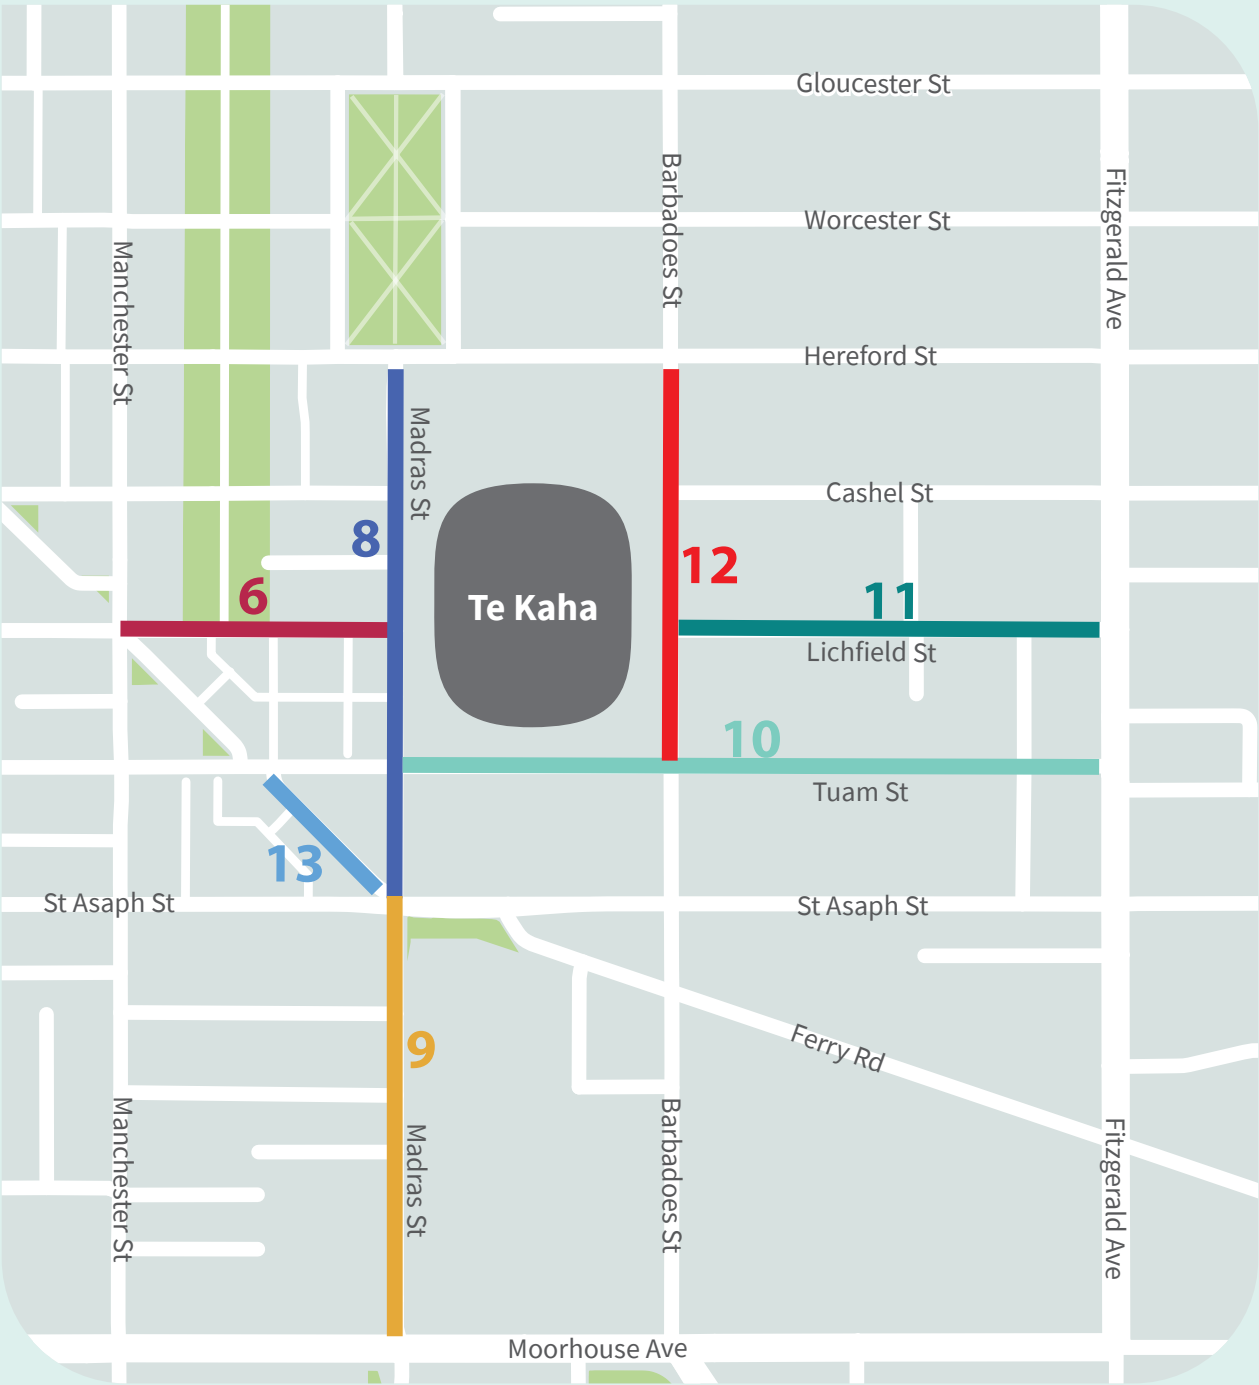 Gloucester St
Barbadoes St
Fitzgerald Ave
Worcester St
Manchester St
Hereford St
Madras St
Cashel St
8
12
6
11
Te Kaha
Lichfield St
10
Tuam St
13
St Asaph St
St Asaph St
9
Ferry Rd
Manchester St
Madras St
Barbadoes St
Fitzgerald Ave
Moorhouse Ave